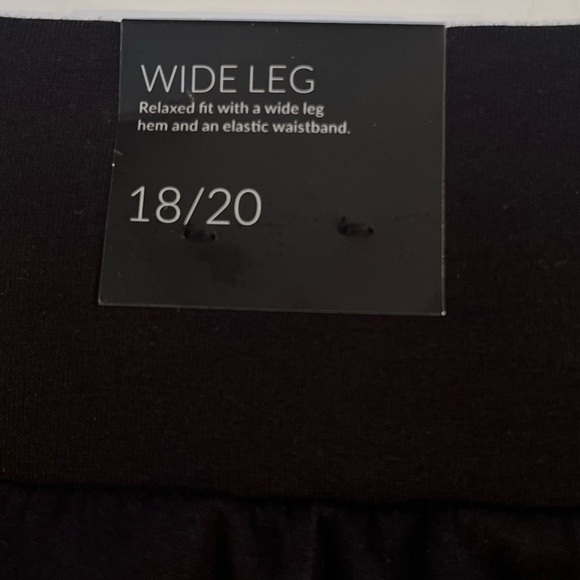 WIDE LEG
Relaxed fit with a wide leg
hem and an elastic waistband.
18/20